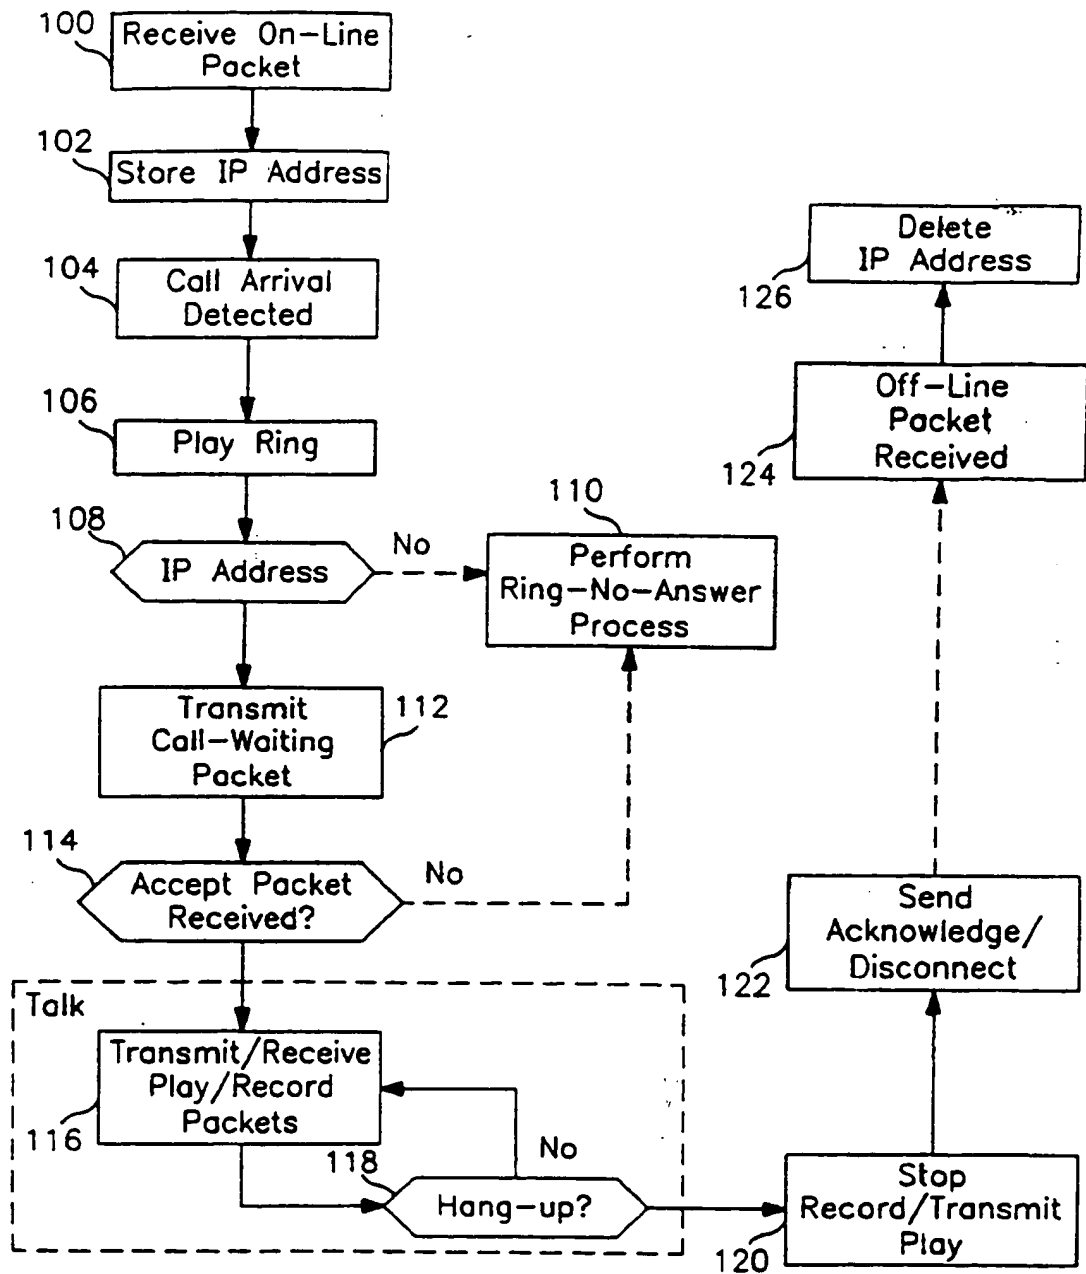 100
Receive On-Line
Packet
102
Store IP Address
104
Call Arrival
Detected
106
Play Ring
108
IP Address
No
110
Perform
Ring-No-Answer
Process
Transmit
Call-Waiting
Packet
112
114
Accept Packet
Received?
No
Talk
Transmit/Receive
Play/Record
Packets
116
118
Hang-up?
No
Stop
Record/Transmit
Play
120
Send
Acknowledge/
Disconnect
122
Off-Line
Packet
Received
124
Delete
IP Address
126